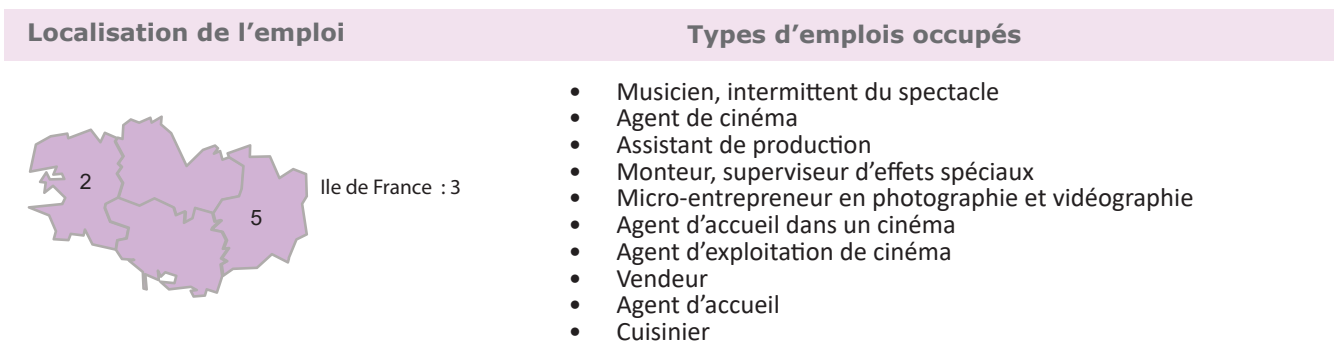 Localisation de l'emploi
2
5
Ile de France : 3
Types d'emplois occupés
• Musicien, intermittent du spectacle
• Agent de cinéma
• Assistant de production
• Monteur, superviseur d'effets spéciaux
• Micro-entrepreneur en photographie et vidéographie
• Agent d'accueil dans un cinéma
• Agent d'exploitation de cinéma
• Vendeur
• Agent d'accueil
• Cuisinier